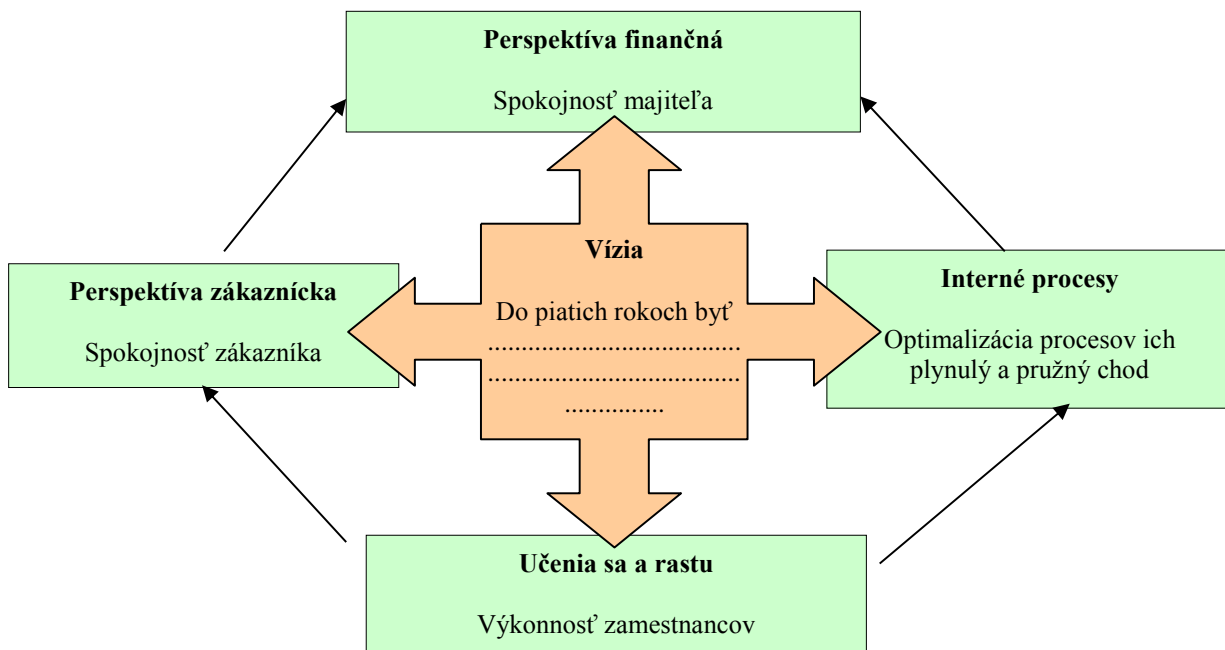 Perspektíva finančná
Spokojnosť majiteľa
Vízia
Do piatich rokoch byť
......................................
......................................
...............
Perspektíva zákaznícka
Spokojnosť zákazníka
Interné procesy
Optimalizácia procesov ich
plynulý a pružný chod
Učenia sa a rastu
Výkonnosť zamestnancov